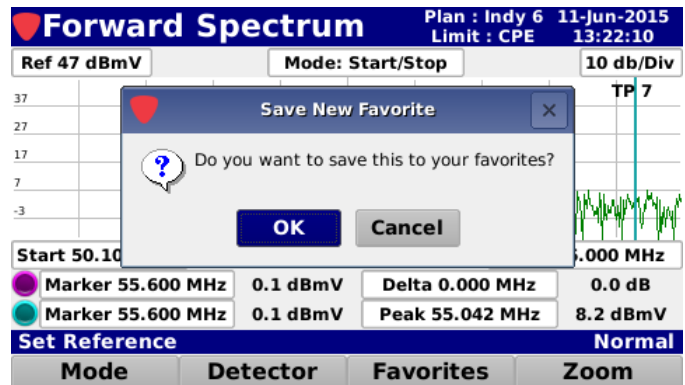 Forward Spectrum
Plan : Indy 6 11-Jun-2015
Limit : CPE 13:22:10
Ref 47 dBmV Mode: Start/Stop 10 db/Div
TP 7
37
27
17
7
-3
Save New Favorite
Do you want to save this to your favorites?
OK Cancel
Start 50.10 .000 MHz
Marker 55.600 MHz 0.1 dBmV Delta 0.000 MHz 0.0 dB
Marker 55.600 MHz 0.1 dBmV Peak 55.042 MHz 8.2 dBmV
Set Reference Normal
Mode Detector Favorites Zoom